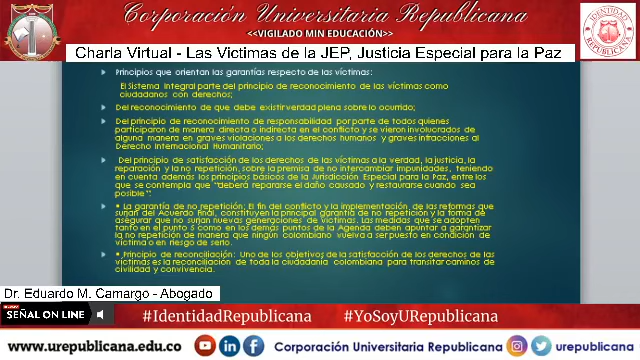 Corporación Universitaria Republicana
<<VIGILADO MIN EDUCACIÓN>>
IDENTIDAD
REPUBLICANA
Charla Virtual - Las Victimas de la JEP, Justicia Especial para la Paz
Principios que orientan las garantías respecto de las víctimas:
El Sistema Integral parte del principio de reconocimiento de las víctimas como
ciudadanos con derechos;
Del reconocimiento de que debe existir verdad plena sobre lo ocurrido;
Del principio de reconocimiento de responsabilidad por parte de todos quienes
participaron de manera directa o indirecta en el conflicto y se vieron involucrados de
alguna manera en graves violaciones a los derechos humanos y graves infracciones al
Derecho Internacional Humanitario;
Del principio de satisfacción de los derechos de las víctimas a la verdad, la justicia, la
reparación y la no repetición, sobre la premisa de no intercambiar impunidades, teniendo
en cuenta además los principios básicos de la Jurisdicción Especial para la Paz, entre los
que se contempla que "deberá repararse el daño causado y restaurarse cuando sea
posible";
• La garantía de no repetición: El fin del conflicto y la implementación de las reformas que
surjan del Acuerdo Final, constituyen la principal garantía de no repetición y la forma de
asegurar que no surjan nuevas generaciones de víctimas. Las medidas que se adopten
tanto en el punto 5 como en los demás puntos de la Agenda deben apuntar a garantizar
la no repetición de manera que ningún colombiano vuelva a ser puesto en condición de
víctima o en riesgo de serlo.
• Principio de reconciliación: Uno de los objetivos de la satisfacción de los derechos de las
víctimas es la reconciliación de toda la ciudadanía colombiana para transitar caminos de
civilidad y convivencia.
Dr. Eduardo M. Camargo - Abogado
SEÑAL ON LINE
#IdentidadRepublicana #YoSoyURepublicana
www.urepublicana.edu.co
Corporación Universitaria Republicana
urepublicana